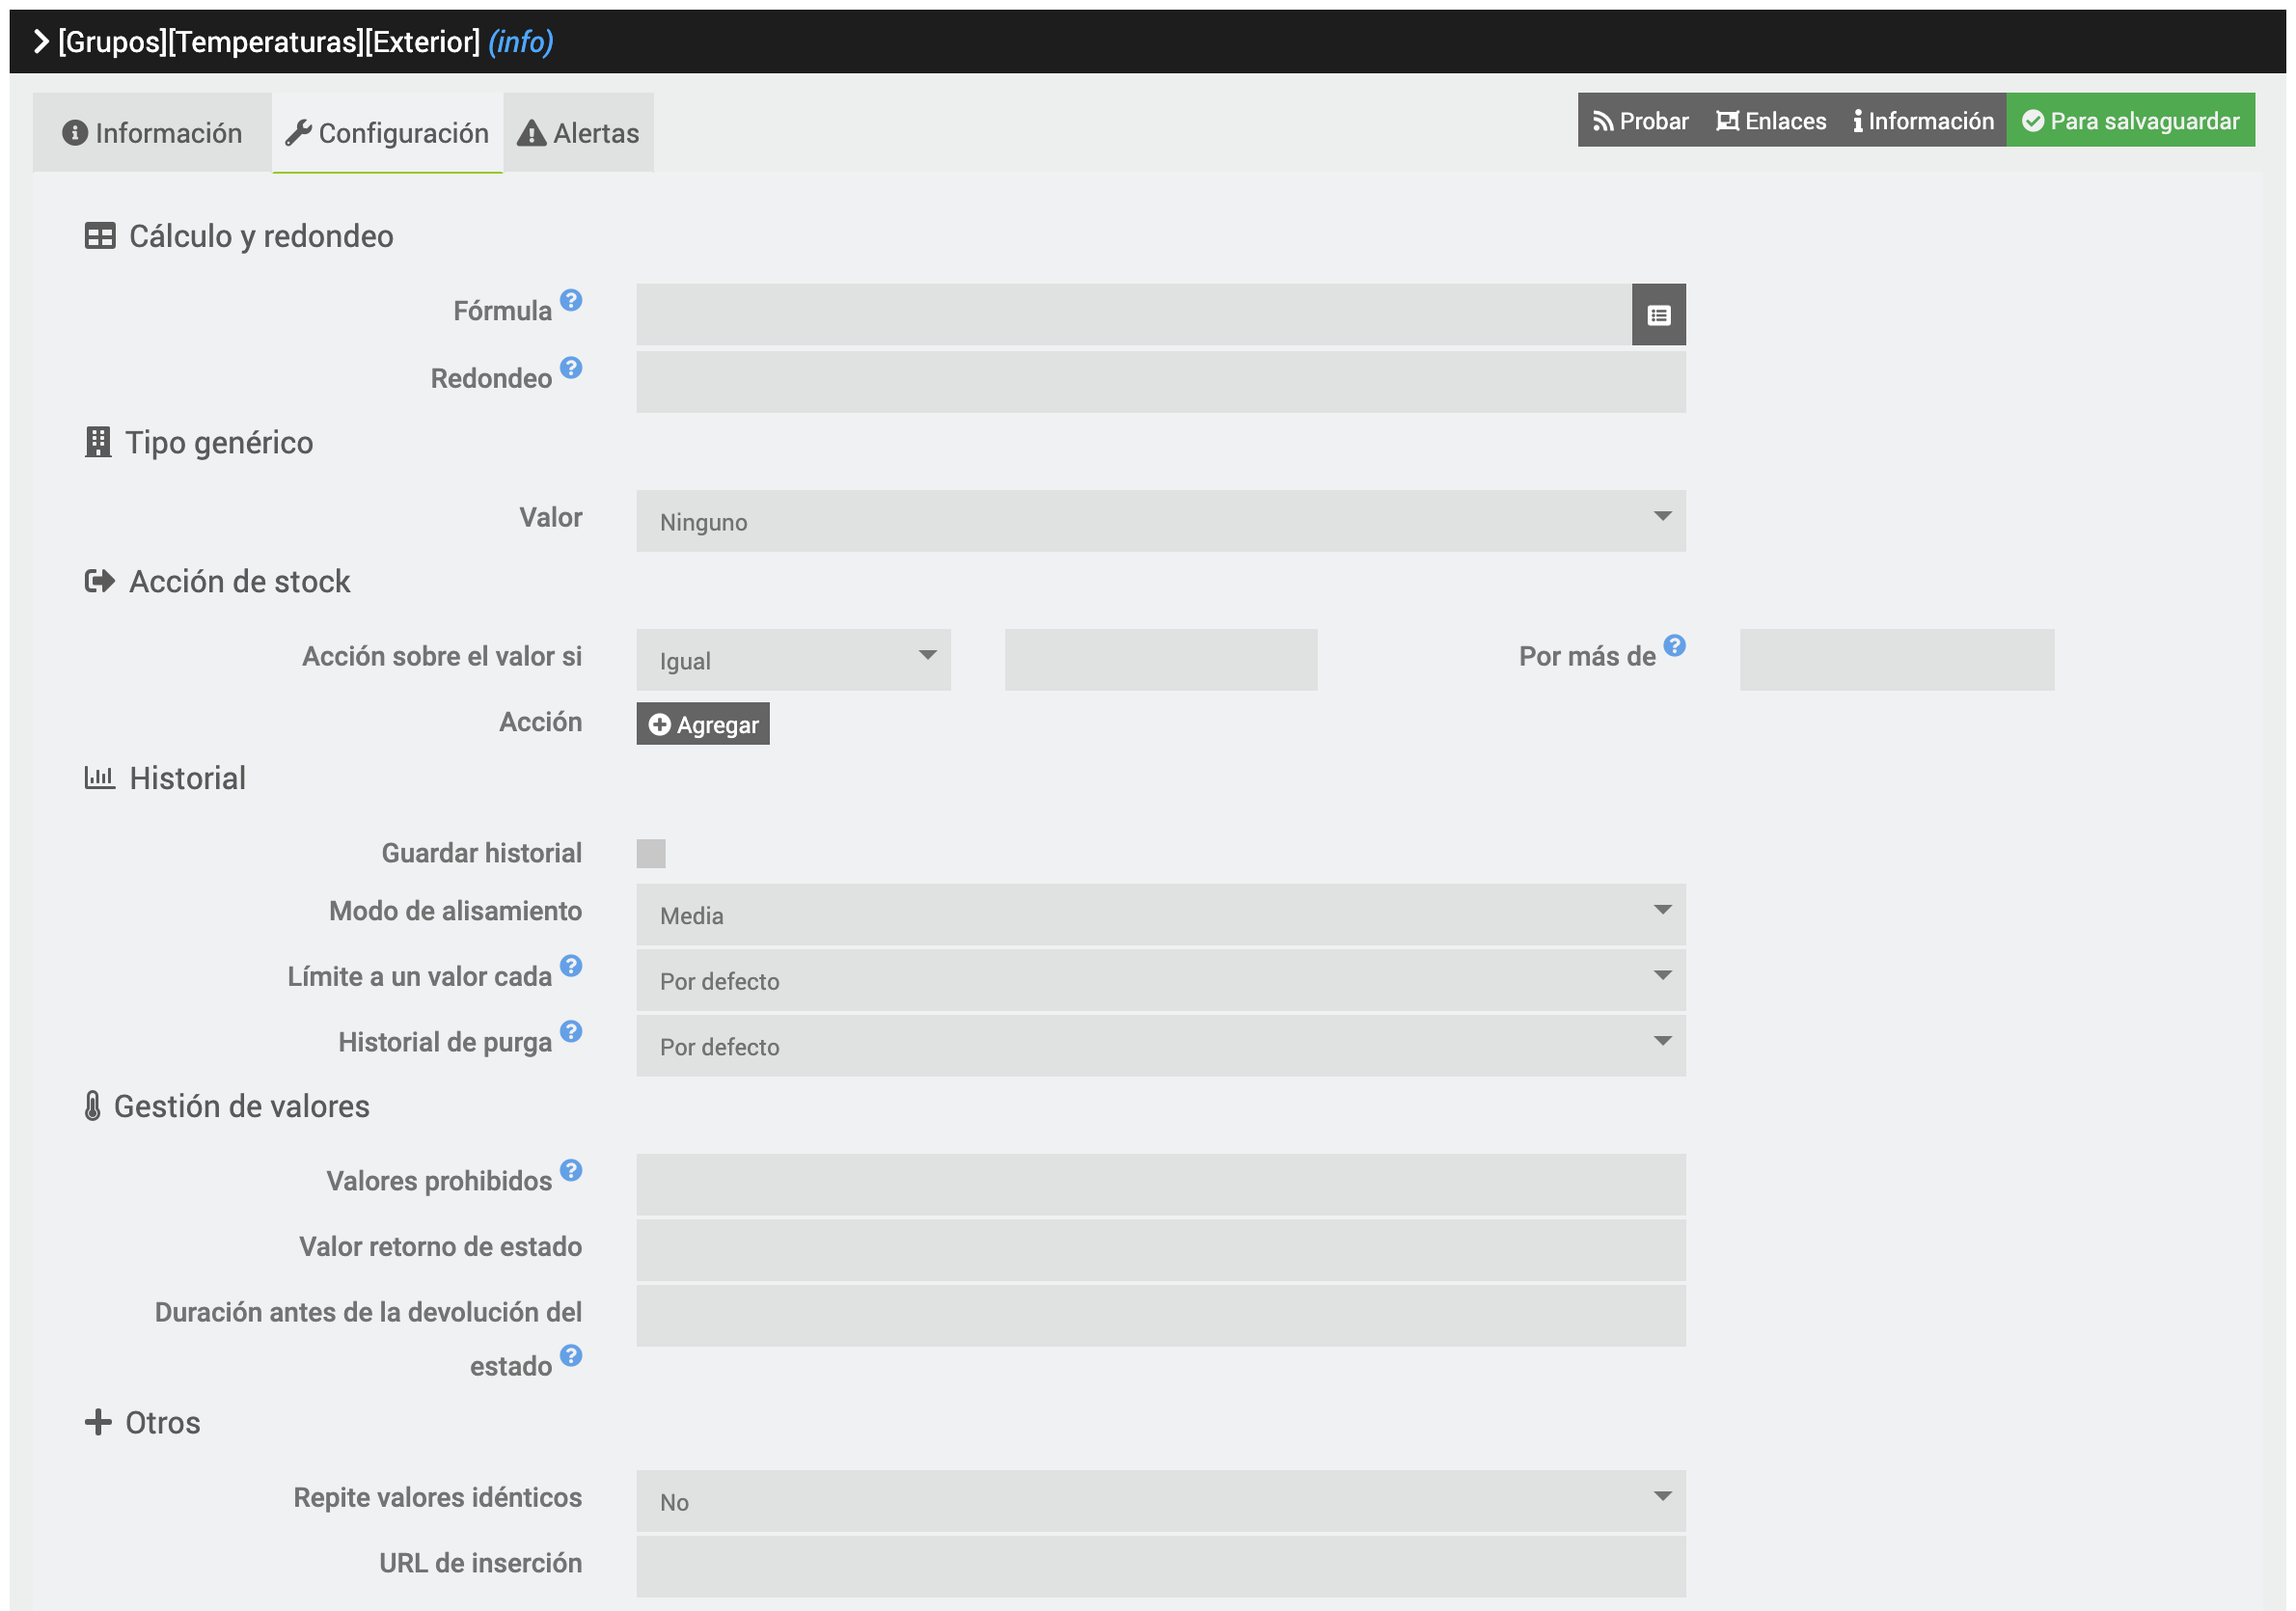 [Grupos][Temperaturas][Exterior] (info)
Información Configuración Alertas
Probar Enlaces Información Para salvaguardar
Cálculo y redondeo
Fórmula
Redondeo
Tipo genérico
Valor Ninguno
Acción de stock
Acción sobre el valor si Igual Por más de
Acción Agregar
Historial
Guardar historial
Modo de alisamiento Media
Límite a un valor cada Por defecto
Historial de purga Por defecto
Gestión de valores
Valores prohibidos
Valor retorno de estado
Duración antes de la devolución del
estado
Otros
Repite valores idénticos No
URL de inserción